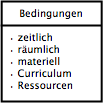 Bedingungen
· zeitlich
· räumlich
· materiell
· Curriculum
· Ressourcen